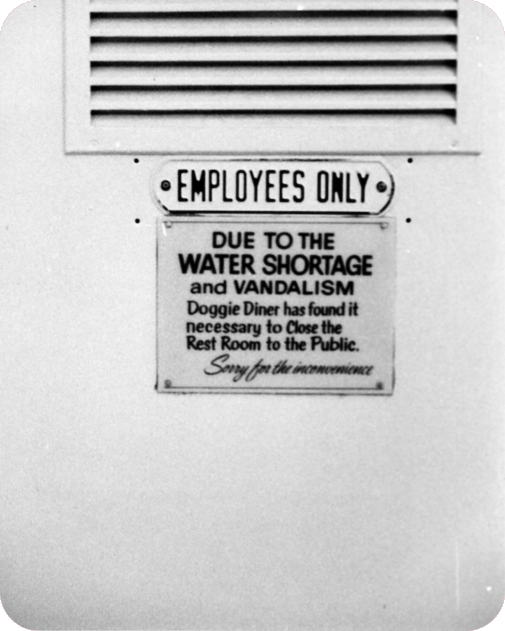 EMPLOYEES ONLY
DUE TO THE
WATER SHORTAGE
and VANDALISM
Doggie Diner has found it
necessary to Close the
Rest Room to the Public.
Sorry for the inconvenience